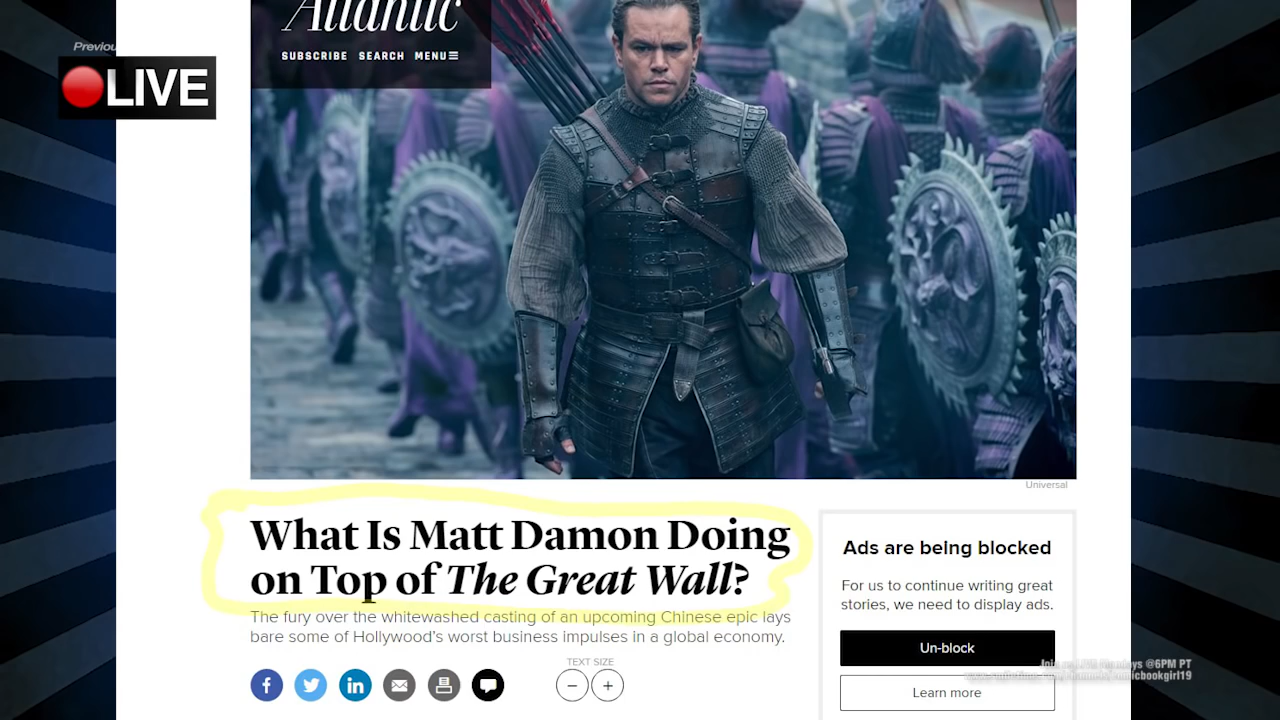 Atlantic
SUBSCRIBE SEARCH MENU
LIVE
Universal
What Is Matt Damon Doing
on Top of The Great Wall?
The fury over the whitewashed casting of an upcoming Chinese epic lays
bare some of Hollywood's worst business impulses in a global economy.
TEXT SIZE
Ads are being blocked
For us to continue writing great
stories, we need to display ads.
Un-block
Learn more
@6PM PT